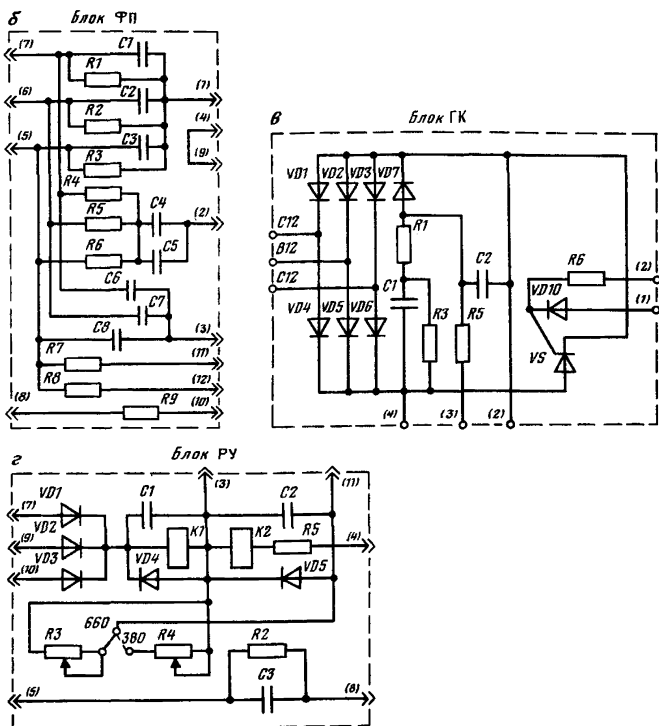 б Блок ФП
(7)
C1
R1
(6)
C2
(1)
R2
(5)
C3
(4)
R3
(9)
R4
R5
C4
(2)
R6
C5
C6
C7
C8
(3)
R7
(11)
R8
(12)
(8)
R9
(10)
в Блок ГК
VD1
VD2
VD3
VD7
C12
B12
C12
R1
C2
C1
VD4
VD5
VD6
R3
R5
R6
(2)
VD10
(1)
VS
(4)
(3)
(2)
г Блок РУ
(3)
(11)
(7)
VD1
C1
C2
VD2
K1
K2
R5
(9)
(4)
VD3
VD4
VD5
(10)
660
380
R3
R4
R2
C3
(5)
(8)